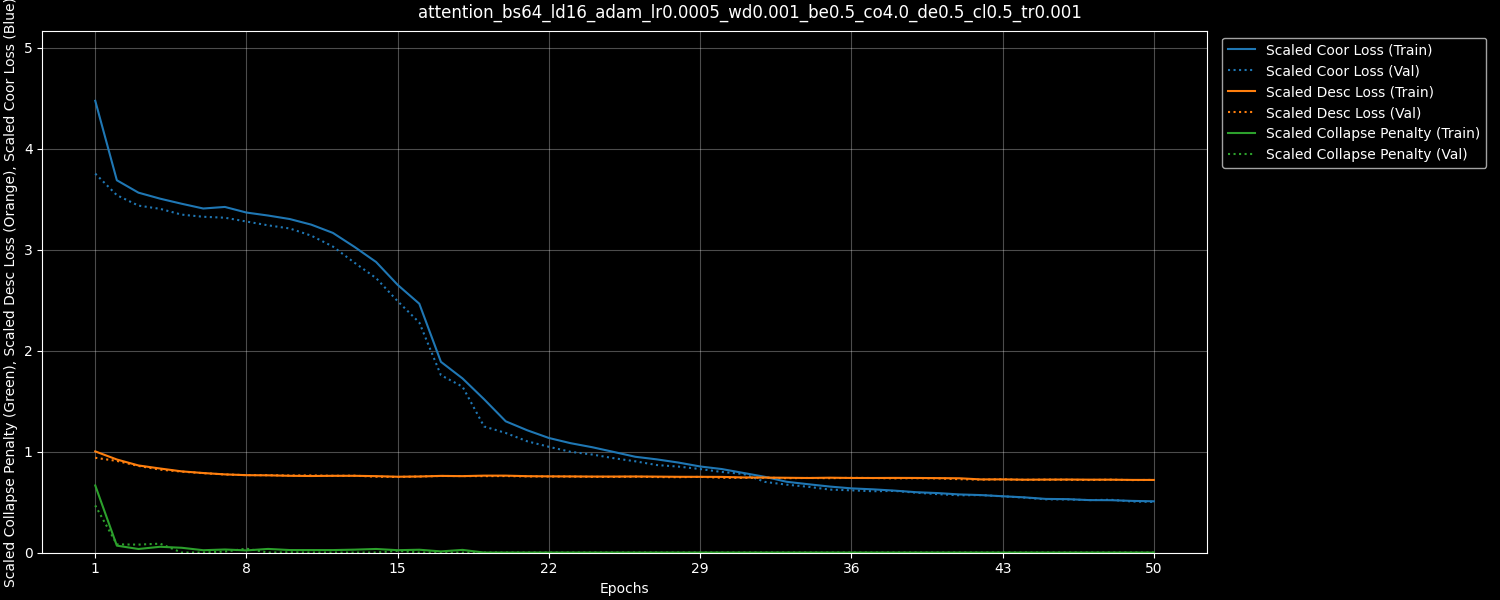 attention_bs64_ld16_adam_lr0.0005_wd0.001_be0.5_co4.0_de0.5_cl0.5_tr0.001
Scaled Collapse Penalty (Green), Scaled Desc Loss (Orange), Scaled Coor Loss (Blue)
5
4
3
2
1
0
1 8 15 22 29 36 43 50
Epochs
Scaled Coor Loss (Train)
Scaled Coor Loss (Val)
Scaled Desc Loss (Train)
Scaled Desc Loss (Val)
Scaled Collapse Penalty (Train)
Scaled Collapse Penalty (Val)